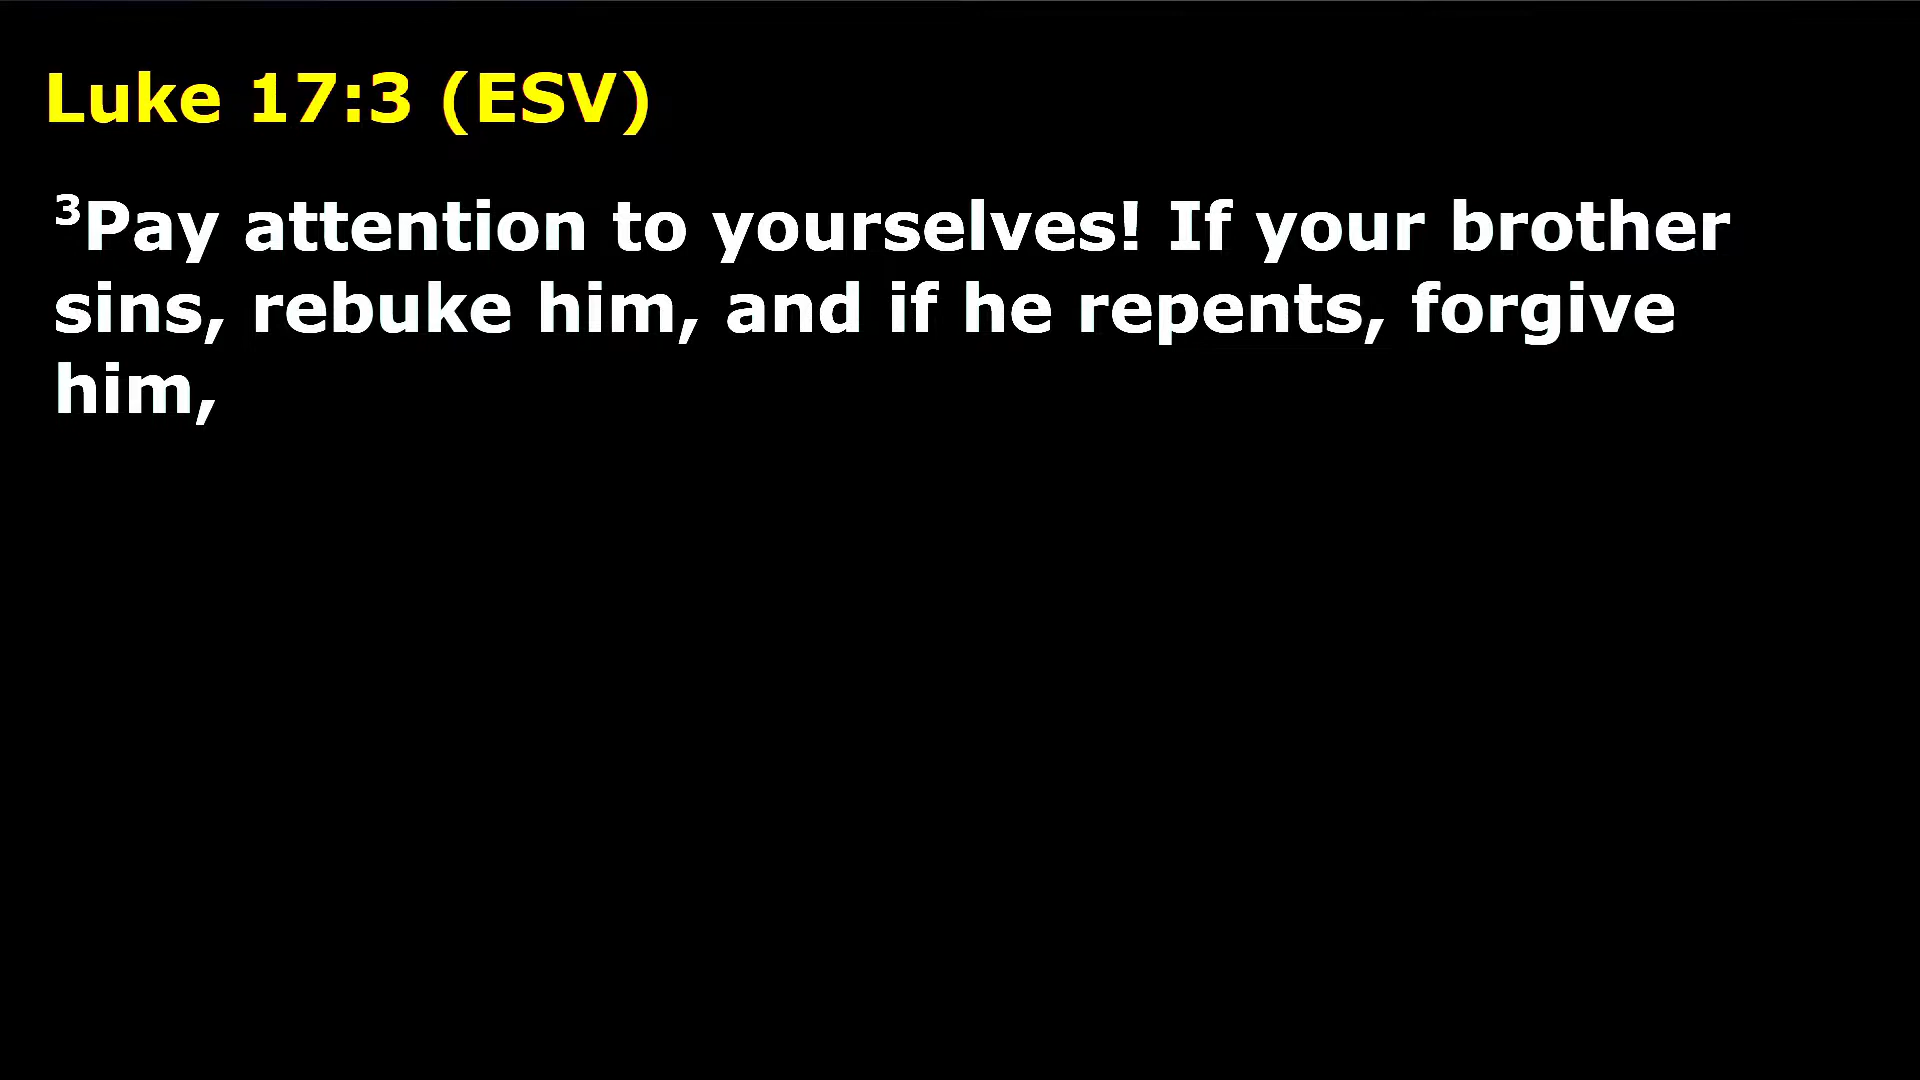 Luke 17:3 (ESV)
³Pay attention to yourselves! If your brother
sins, rebuke him, and if he repents, forgive
him,